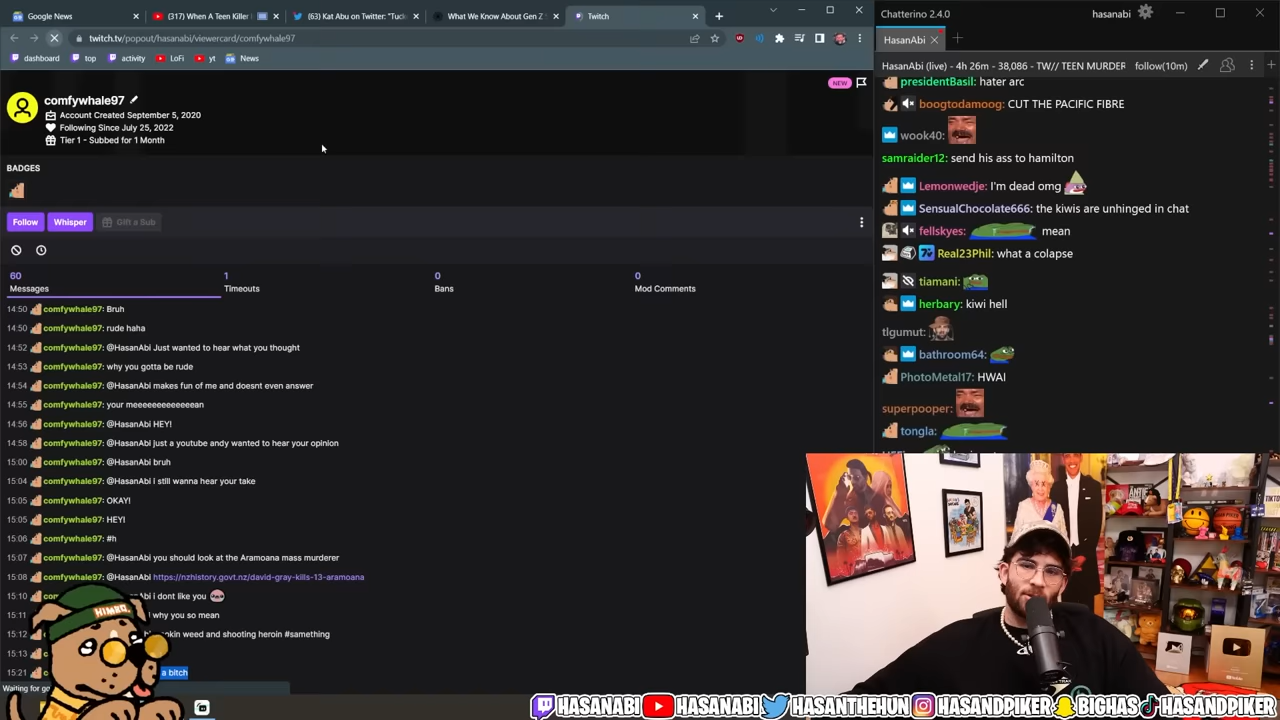 Google News
(317) When A Teen Killer
(63) Kat Abu on Twitter: "Tuc
What We Know About Gen Z
Twitch
twitch.tv/popout/hasanabi/viewercard/comfywhale97
dashboard
top
activity
LoFi
yt
News
comfywhale97
NEW
Account Created September 5, 2020
Following Since July 25, 2022
Tier 1 - Subbed for 1 Month
BADGES
Follow
Whisper
Gift a Sub
60
Messages
1
Timeouts
0
Bans
0
Mod Comments
14:50 comfywhale97: Bruh
14:50 comfywhale97: rude haha
14:52 comfywhale97: @HasanAbi Just wanted to hear what you thought
14:53 comfywhale97: why you gotta be rude
14:54 comfywhale97: @HasanAbi makes fun of me and doesnt even answer
14:55 comfywhale97: your meeeeeeeeeeeeean
14:56 comfywhale97: @HasanAbi HEY!
14:58 comfywhale97: @HasanAbi just a youtube andy wanted to hear your opinion
15:00 comfywhale97: @HasanAbi bruh
15:04 comfywhale97: @HasanAbi i still wanna hear your take
15:05 comfywhale97: OKAY!
15:05 comfywhale97: HEY!
15:06 comfywhale97: #h
15:07 comfywhale97: @HasanAbi you should look at the Aramoana mass murderer
15:08 comfywhale97: @HasanAbi https://nzhistory.govt.nz/david-gray-kills-13-aramoana
15:10 i dont like you
15:11 why you so mean
15:12 weed and shooting heroin #samething
15:13
15:21 a bitch
HIMBO
Chatterino 2.4.0
hasanabi
HasanAbi
HasanAbi (live) - 4h 26m - 38,086 - TW// TEEN MURDER
follow(10m)
presidentBasil: hater arc
boogtodamoog: CUT THE PACIFIC FIBRE
wook40:
samraider12: send his ass to hamilton
Lemonwedje: I'm dead omg
SensualChocolate666: the kiwis are unhinged in chat
fellskyes: mean
Real23Phil: what a colapse
tiamani:
herbary: kiwi hell
tlgumut:
bathroom64:
PhotoMetal17: HWAI
superpooper:
tongla:
HASANABI
HASANABI
HASANTHEHUN
HASANDPIKER
BIGHAS
HASANDPIKER